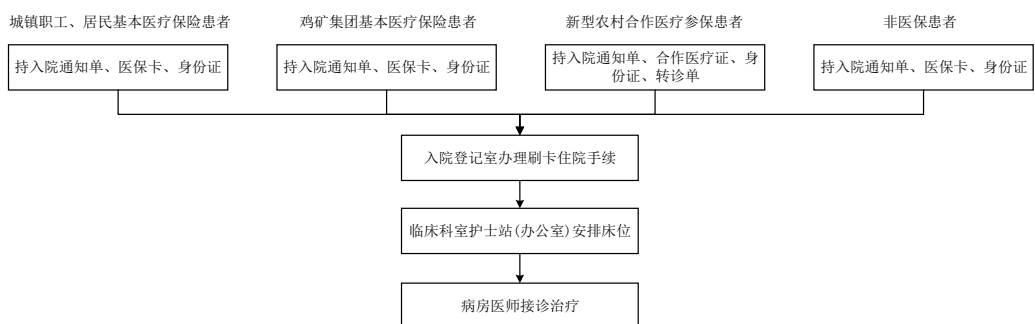 城镇职工、居民基本医疗保险患者
鸡矿集团基本医疗保险患者
新型农村合作医疗参保患者
非医保患者
持入院通知单、医保卡、身份证
持入院通知单、医保卡、身份证
持入院通知单、合作医疗证、身
份证、转诊单
持入院通知单、医保卡、身份证
入院登记室办理刷卡住院手续
临床科室护士站(办公室)安排床位
病房医师接诊治疗